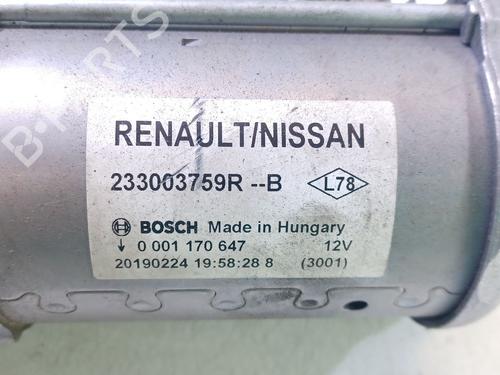 B-PARTS
RENAULT/NISSAN
233003759R --B L78
BOSCH Made in Hungary
↓ 0 001 170 647 12V
20190224 19:58:28 8 (3001)